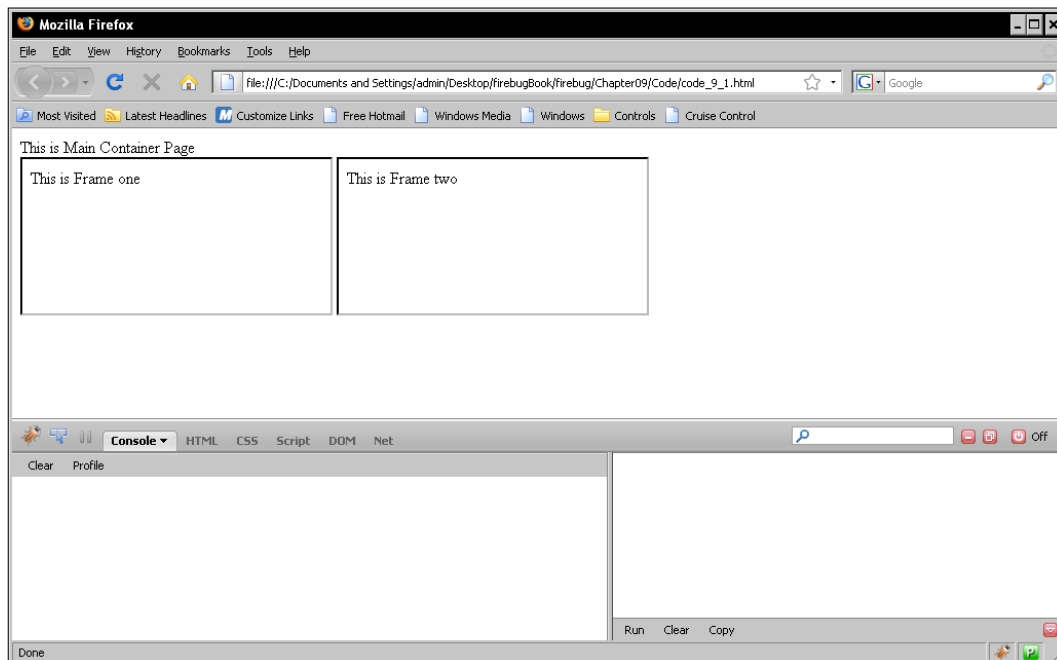 Mozilla Firefox
File Edit View History Bookmarks Tools Help
file:///C:/Documents and Settings/admin/Desktop/firebugBook/firebug/Chapter09/Code/code_9_1.html
G Google
Most Visited Latest Headlines M Customize Links Free Hotmail Windows Media Windows Controls Cruise Control
This is Main Container Page
This is Frame one This is Frame two
Console HTML CSS Script DOM Net Off
Clear Profile
Run Clear Copy
Done P